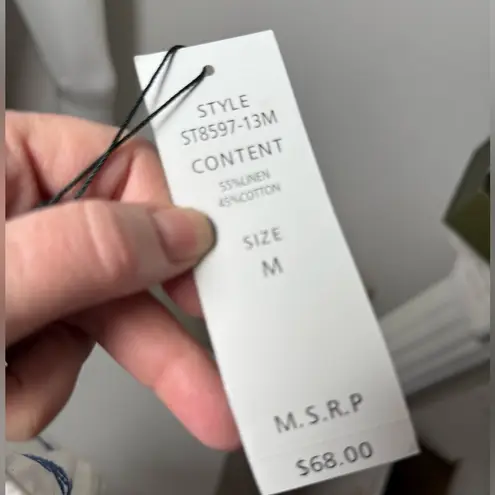 STYLE
ST8597-13M
CONTENT
55%LINEN
45%COTTON
SIZE
M
M.S.R.P
$68.00